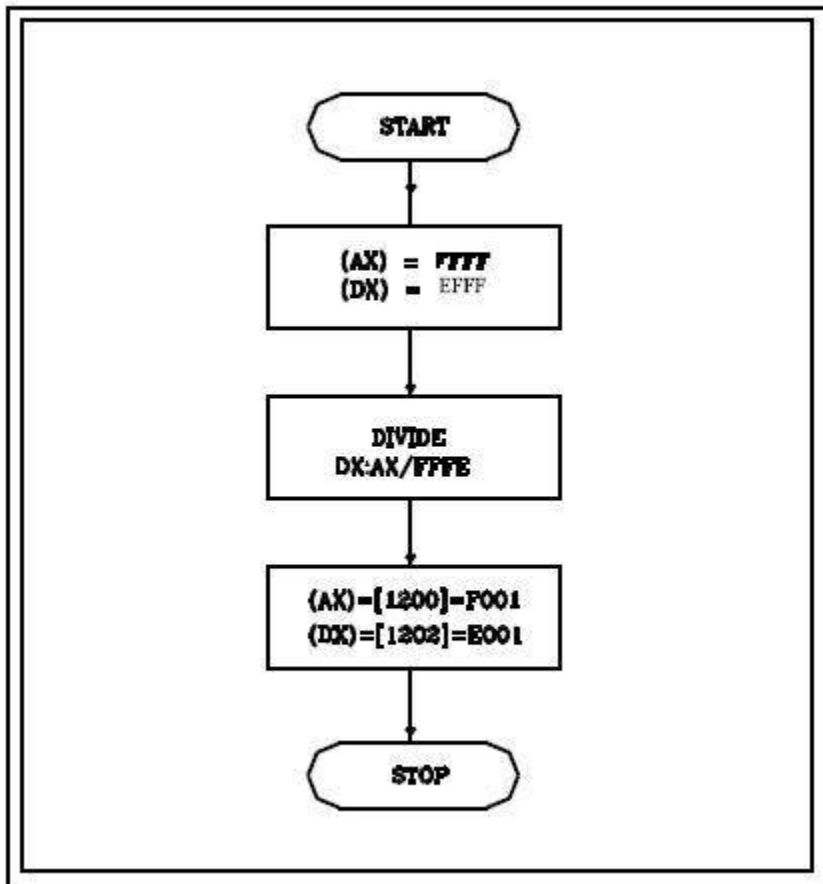 START
(AX) = FFFF
(DX) = EFFF
DIVIDE
DX:AX/FFFE
(AX)=[1200]=F001
(DX)=[1202]=E001
STOP